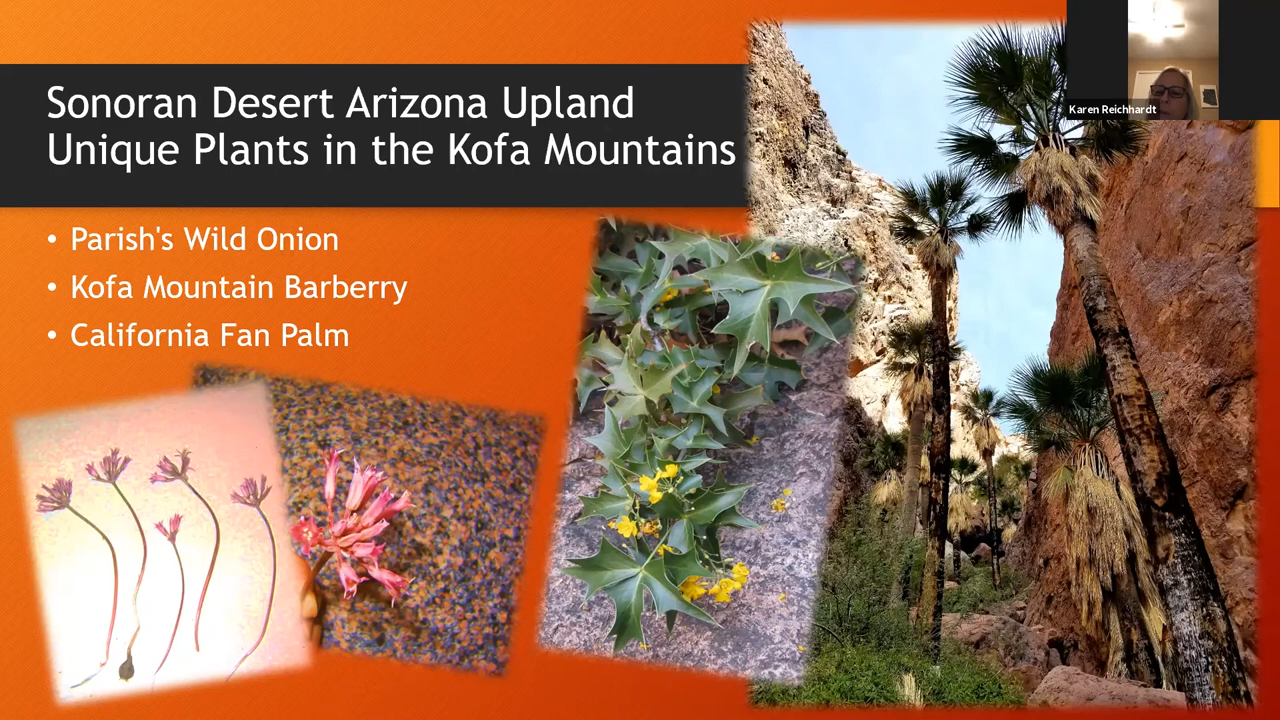 Sonoran Desert Arizona Upland
Unique Plants in the Kofa Mountains
• Parish's Wild Onion
• Kofa Mountain Barberry
• California Fan Palm
Karen Reichhardt